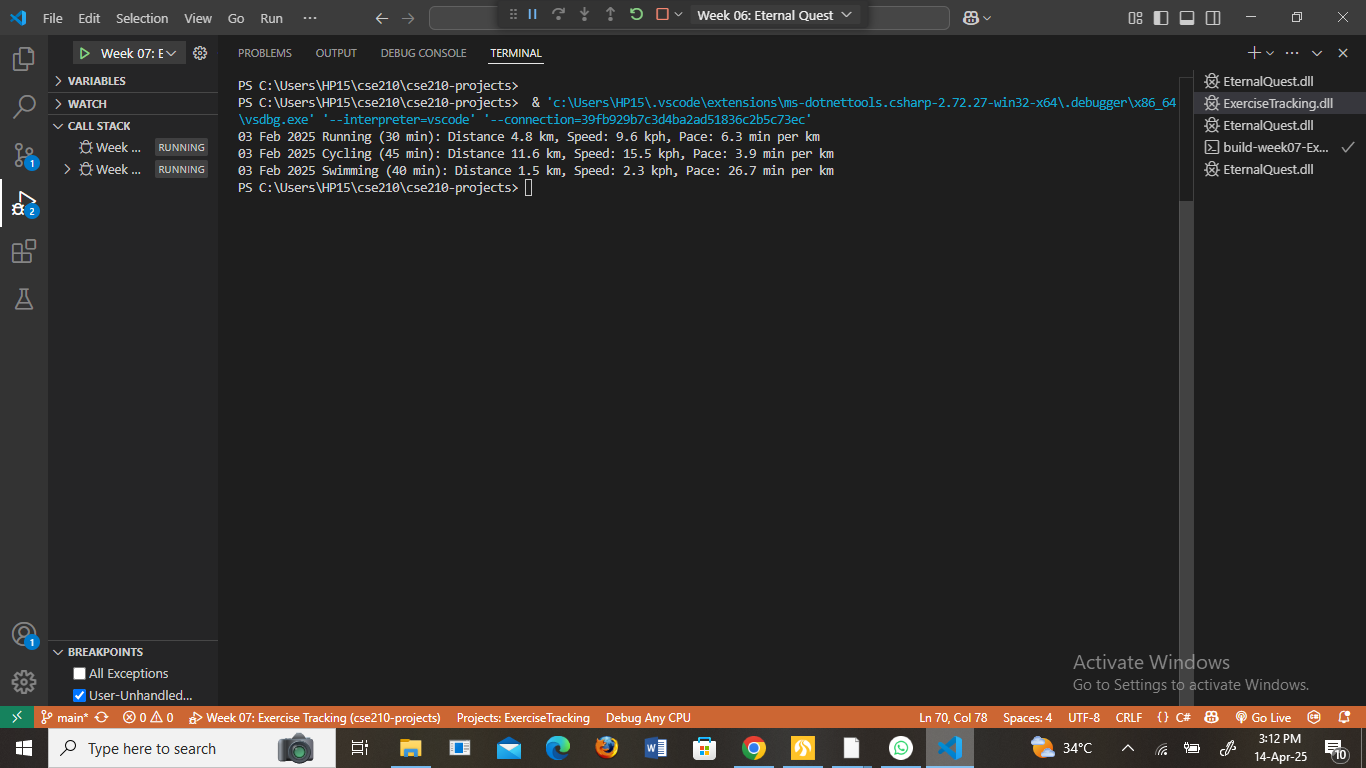 File Edit Selection View Go Run ···
Week 06: Eternal Quest
Week 07: E
PROBLEMS OUTPUT DEBUG CONSOLE TERMINAL
VARIABLES
WATCH
CALL STACK
Week ... RUNNING
Week ... RUNNING
1
2
PS C:\Users\HP15\cse210\cse210-projects>
PS C:\Users\HP15\cse210\cse210-projects>  & 'c:\Users\HP15\.vscode\extensions\ms-dotnettools.csharp-2.72.27-win32-x64\.debugger\x86_64
\vsdbg.exe' '--interpreter=vscode' '--connection=39fb929b7c3d4ba2ad51836c2b5c73ec'
03 Feb 2025 Running (30 min): Distance 4.8 km, Speed: 9.6 kph, Pace: 6.3 min per km
03 Feb 2025 Cycling (45 min): Distance 11.6 km, Speed: 15.5 kph, Pace: 3.9 min per km
03 Feb 2025 Swimming (40 min): Distance 1.5 km, Speed: 2.3 kph, Pace: 26.7 min per km
PS C:\Users\HP15\cse210\cse210-projects>
EternalQuest.dll
ExerciseTracking.dll
EternalQuest.dll
build-week07-Ex...
EternalQuest.dll
1
BREAKPOINTS
All Exceptions
User-Unhandled...
Activate Windows
Go to Settings to activate Windows.
main* 0 0 Week 07: Exercise Tracking (cse210-projects) Projects: ExerciseTracking Debug Any CPU Ln 70, Col 78 Spaces: 4 UTF-8 CRLF {} C# Go Live
Type here to search 34°C 3:12 PM
14-Apr-25 10